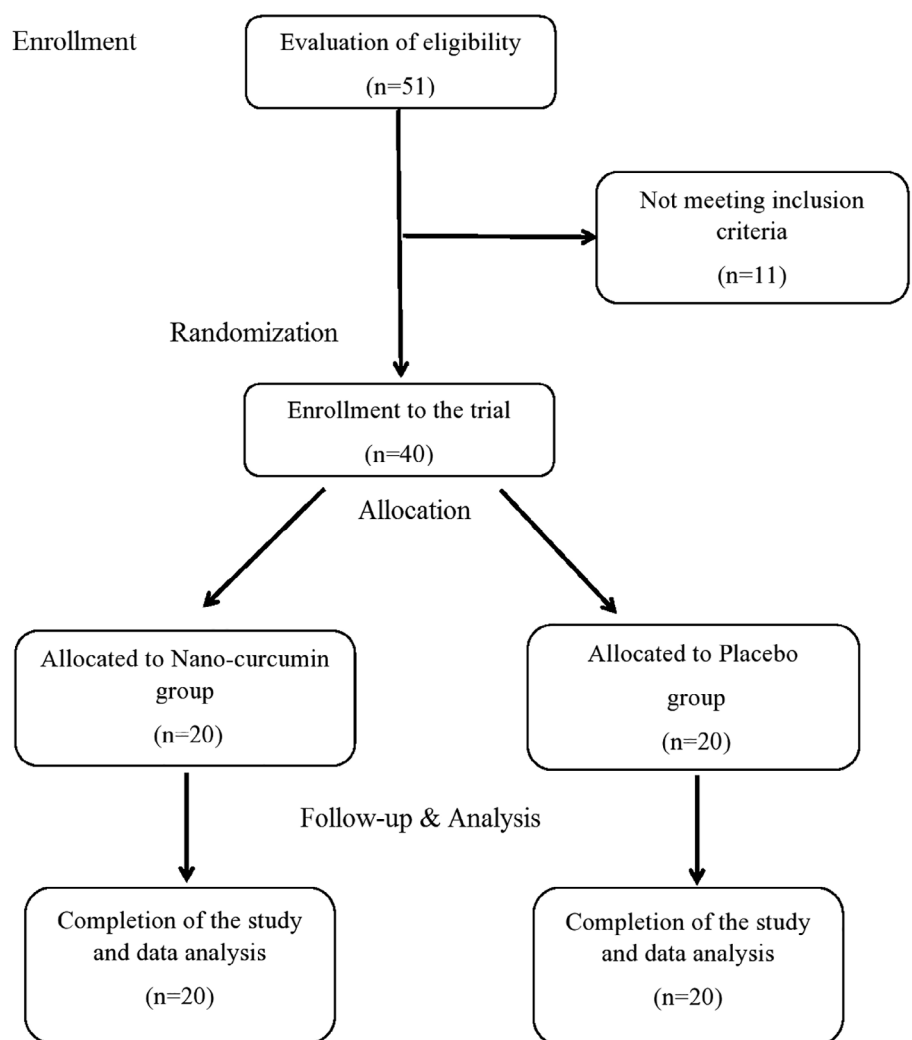 Enrollment
Evaluation of eligibility
(n=51)
Not meeting inclusion
criteria
(n=11)
Randomization
Enrollment to the trial
(n=40)
Allocation
Allocated to Nano-curcumin
group
(n=20)
Allocated to Placebo
group
(n=20)
Follow-up & Analysis
Completion of the study
and data analysis
(n=20)
Completion of the study
and data analysis
(n=20)